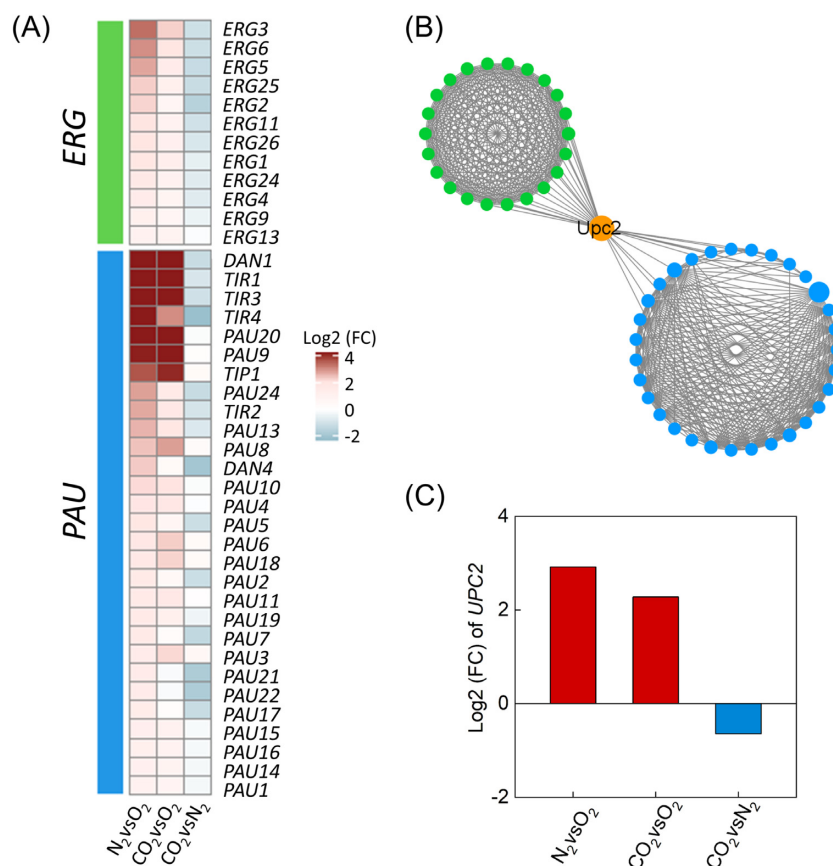 (A)
ERG
ERG3
ERG6
ERG5
ERG25
ERG2
ERG11
ERG26
ERG1
ERG24
ERG4
ERG9
ERG13
PAU
DAN1
TIR1
TIR3
TIR4
PAU20
PAU9
TIP1
PAU24
TIR2
PAU13
PAU8
DAN4
PAU10
PAU4
PAU5
PAU6
PAU18
PAU2
PAU11
PAU19
PAU7
PAU3
PAU21
PAU22
PAU17
PAU15
PAU16
PAU14
PAU1
N₂vsO₂
CO₂vsO₂
CO₂vsN₂
Log2 (FC)
4
2
0
-2
(B)
Upc2
(C)
Log2 (FC) of UPC2
4
2
0
-2
N₂vsO₂
CO₂vsO₂
CO₂vsN₂